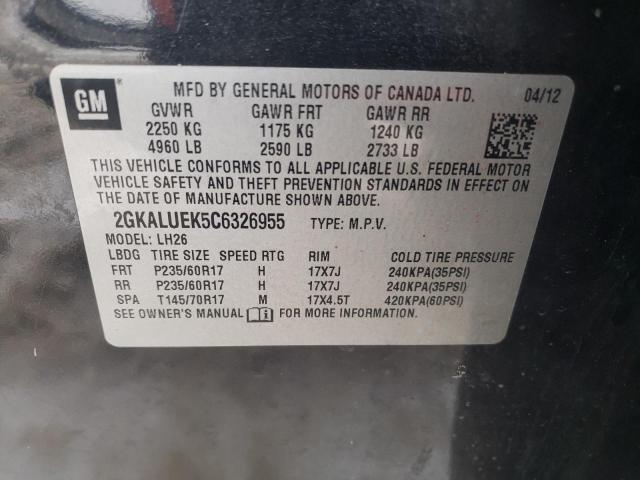 GM
MFD BY GENERAL MOTORS OF CANADA LTD. 04/12
GVWR GAWR FRT GAWR RR
2250 KG 1175 KG 1240 KG
4960 LB 2590 LB 2733 LB
THIS VEHICLE CONFORMS TO ALL APPLICABLE U.S. FEDERAL MOTOR
VEHICLE SAFETY AND THEFT PREVENTION STANDARDS IN EFFECT ON
THE DATE OF MANUFACTURE SHOWN ABOVE.
2GKALUEK5C6326955 TYPE: M.P.V.
MODEL: LH26
LBDG TIRE SIZE SPEED RTG RIM COLD TIRE PRESSURE
FRT P235/60R17 H 17X7J 240KPA(35PSI)
RR P235/60R17 H 17X7J 240KPA(35PSI)
SPA T145/70R17 M 17X4.5T 420KPA(60PSI)
SEE OWNER'S MANUAL FOR MORE INFORMATION.